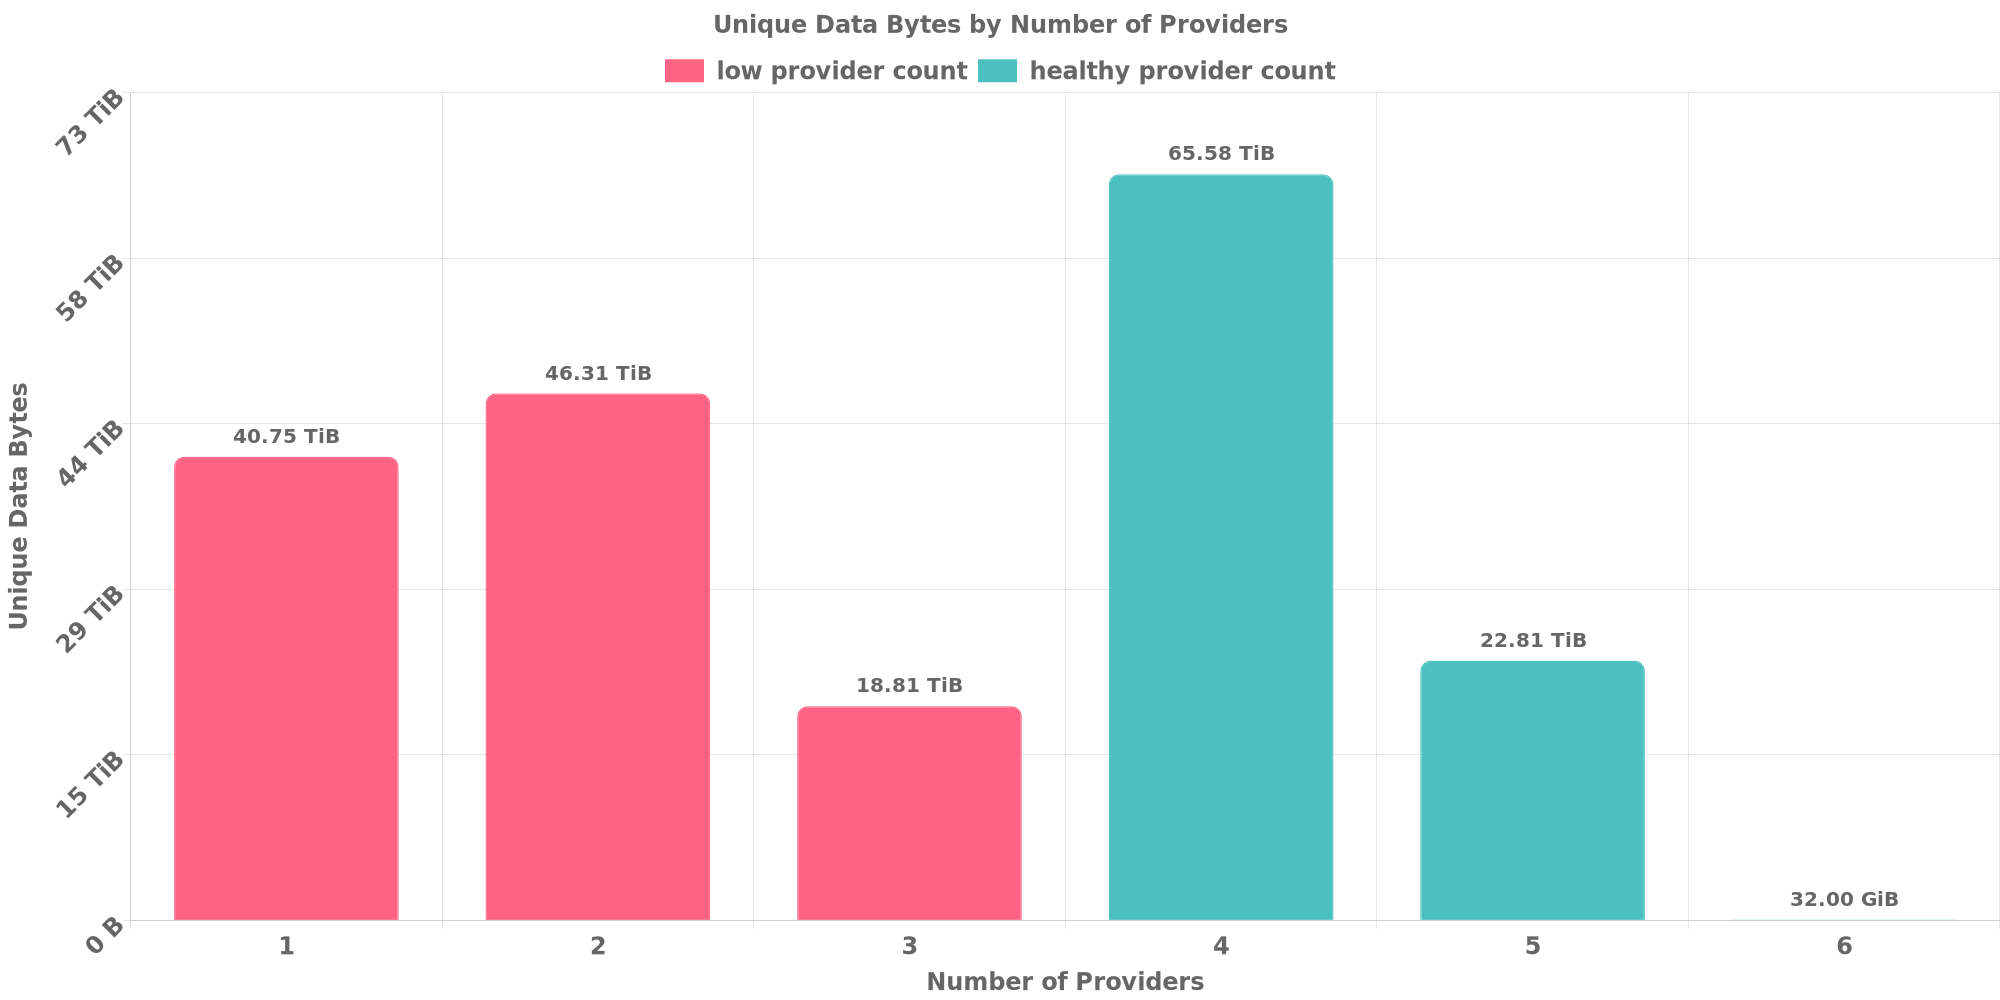 Unique Data Bytes by Number of Providers
low provider count healthy provider count
73 TiB
58 TiB
44 TiB
29 TiB
15 TiB
0 B
Unique Data Bytes
40.75 TiB
46.31 TiB
18.81 TiB
65.58 TiB
22.81 TiB
32.00 GiB
1 2 3 4 5 6
Number of Providers